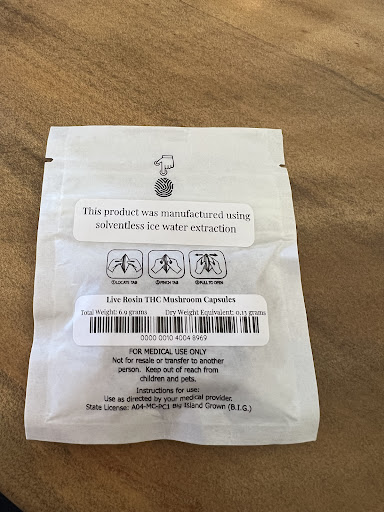 This product was manufactured using
solventless ice water extraction
①LOCATE TAB ②PINCH TAB ③PULL TO OPEN
Live Rosin THC Mushroom Capsules
Total Weight: 6.9 grams Dry Weight Equivalent: 0.13 grams
0000 0010 4004 8969
FOR MEDICAL USE ONLY
Not for resale or transfer to another
person. Keep out of reach from
children and pets.
Instructions for use:
Use as directed by your medical provider.
State License: A04-MC-PC1 Big Island Grown (B.I.G.)